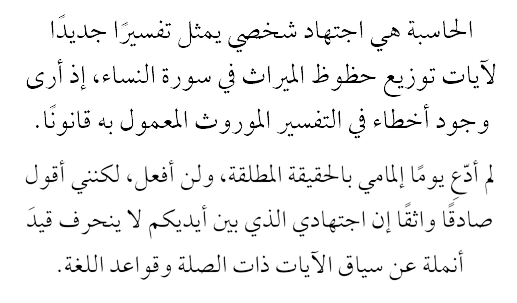 الحاسبة هي اجتهاد شخصي يمثل تفسيرًا جديدًا
لآيات توزيع حظوظ الميراث في سورة النساء، إذ أرى
وجود أخطاء في التفسير الموروث المعمول به قانونًا.
لم أدّعِ يومًا إلمامي بالحقيقة المطلقة، ولن أفعل، لكنني أقول
صادقًا واثقًا إن اجتهادي الذي بين أيديكم لا ينحرف قيدَ
أنملة عن سياق الآيات ذات الصلة وقواعد اللغة.